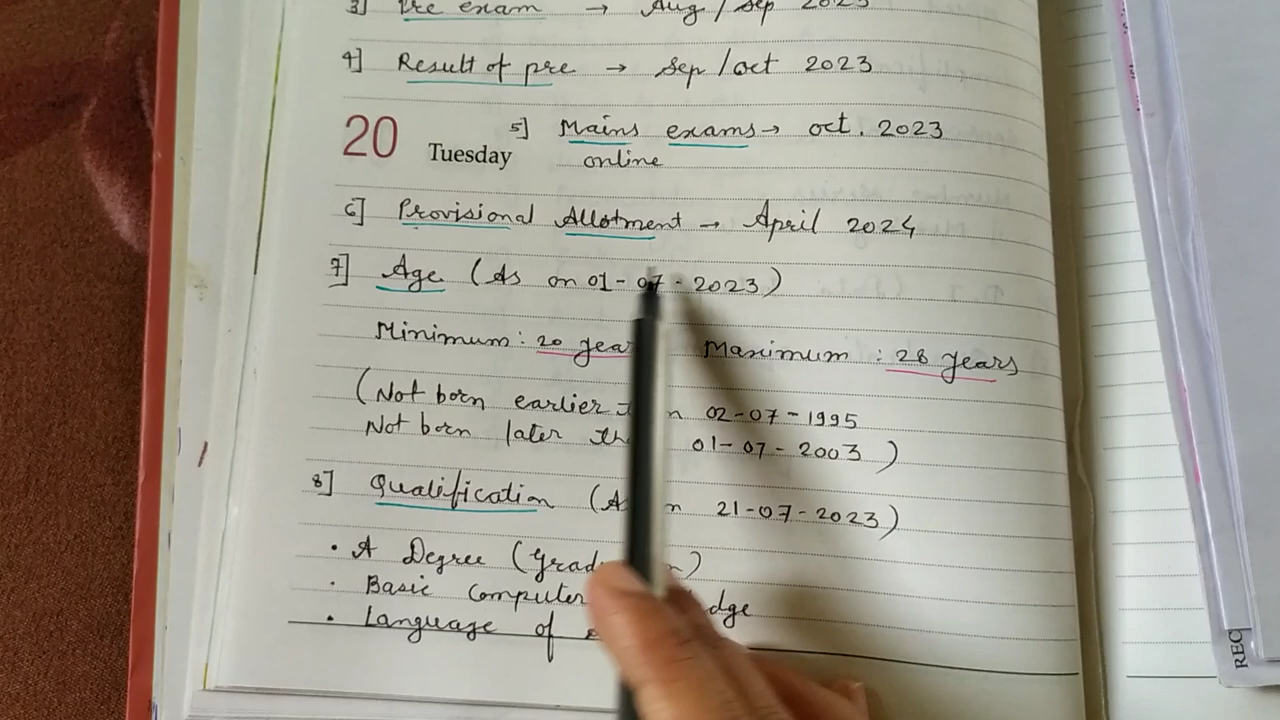 3] Pre exam → Aug / Sep 2023
4] Result of pre → Sep / oct 2023
20 Tuesday
5] Mains exams → oct. 2023
online
6] Provisional Allotment → April 2024
7] Age (As on 01-07-2023)
Minimum : 20 year Maximum : 28 years
(Not born earlier 02-07-1995
Not born later 01-07-2003)
8] Qualification ( 21-07-2023)
• A Degree (
• Basic computer
• Language of
REC